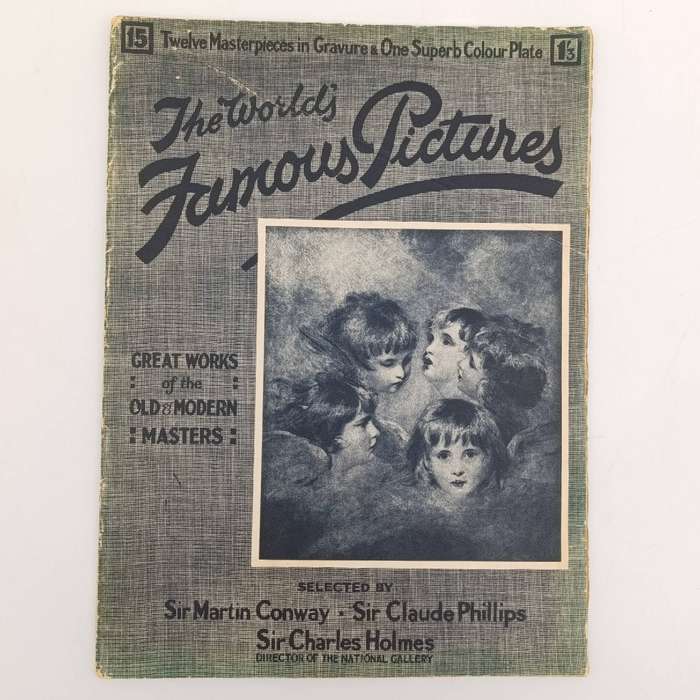 15 Twelve Masterpieces in Gravure & One Superb Colour Plate 1/3
The World's
Famous Pictures
GREAT WORKS
of the
OLD & MODERN
MASTERS
SELECTED BY
Sir Martin Conway · Sir Claude Phillips
Sir Charles Holmes
DIRECTOR OF THE NATIONAL GALLERY